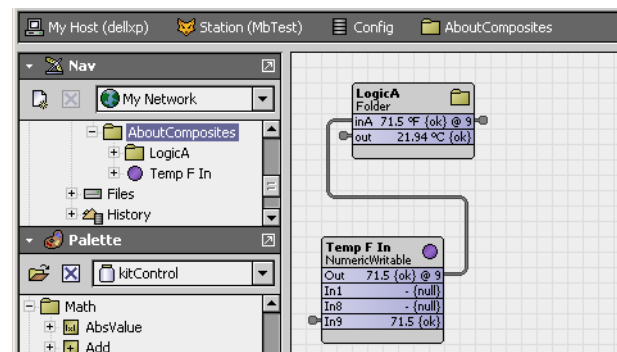 My Host (dellxp) Station (MbTest) Config AboutComposites
Nav
My Network
AboutComposites
LogicA
Temp F In
Files
History
Palette
kitControl
Math
AbsValue
Add
LogicA
Folder
inA 71.5 ºF {ok} @ 9
out 21.94 ºC {ok}
Temp F In
NumericWritable
Out 71.5 {ok} @ 9
In1 - {null}
In8 - {null}
In9 71.5 {ok}